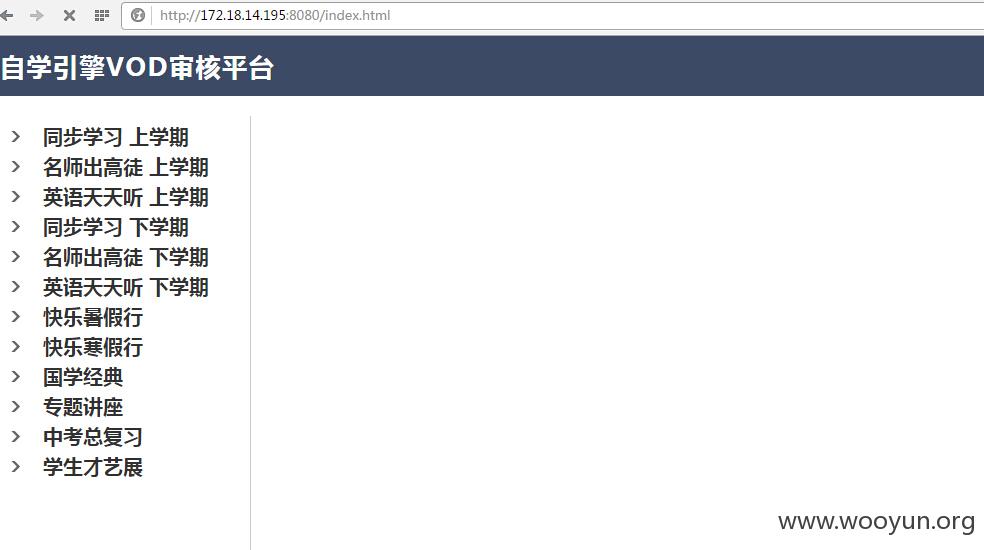 http://172.18.14.195:8080/index.html
自学引擎VOD审核平台
同步学习 上学期
名师出高徒 上学期
英语天天听 上学期
同步学习 下学期
名师出高徒 下学期
英语天天听 下学期
快乐暑假行
快乐寒假行
国学经典
专题讲座
中考总复习
学生才艺展
www.wooyun.org